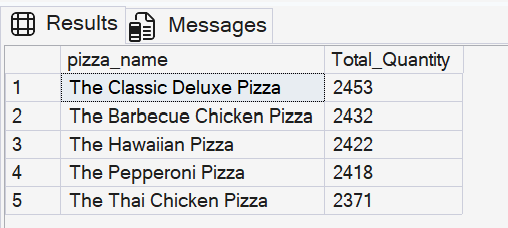 Results Messages
pizza_name Total_Quantity
1 The Classic Deluxe Pizza 2453
2 The Barbecue Chicken Pizza 2432
3 The Hawaiian Pizza 2422
4 The Pepperoni Pizza 2418
5 The Thai Chicken Pizza 2371